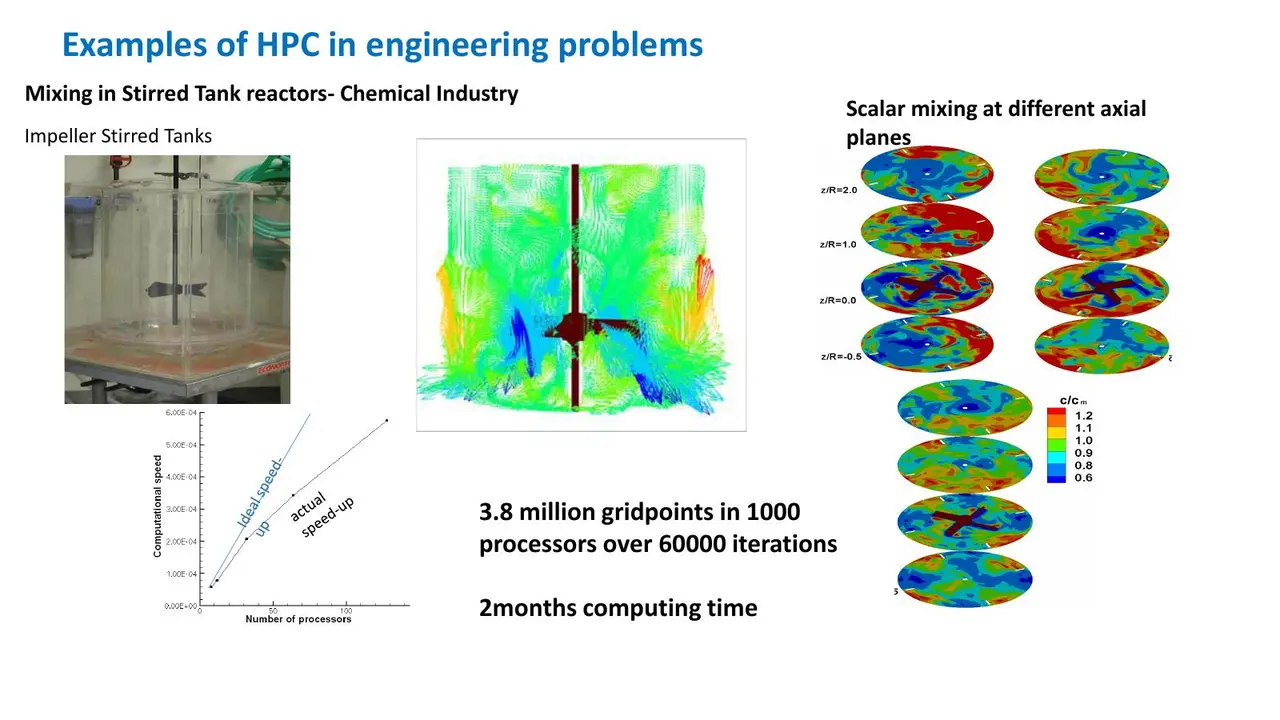 Examples of HPC in engineering problems
Mixing in Stirred Tank reactors- Chemical Industry
Impeller Stirred Tanks
Scalar mixing at different axial
planes
z/R=2.0
z/R=1.0
z/R=0.0
z/R=-0.5
c/c m
1.2
1.1
1.0
0.9
0.8
0.6
6.00E-04
5.00E-04
4.00E-04
3.00E-04
2.00E-04
1.00E-04
0.00E+00
Computational speed
0
50
100
Number of processors
Ideal speed-
up
actual
speed-up
3.8 million gridpoints in 1000
processors over 60000 iterations
2months computing time